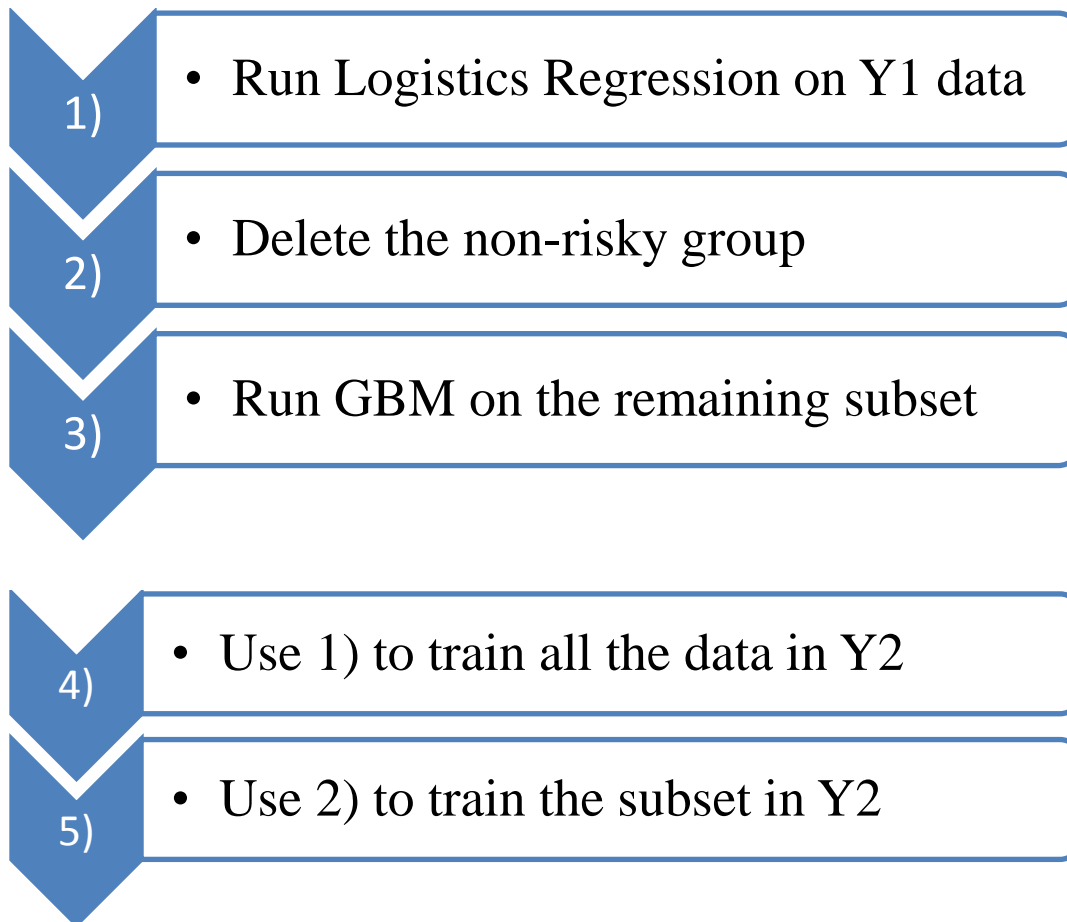 1)
• Run Logistics Regression on Y1 data
2)
• Delete the non-risky group
3)
• Run GBM on the remaining subset
4)
• Use 1) to train all the data in Y2
5)
• Use 2) to train the subset in Y2